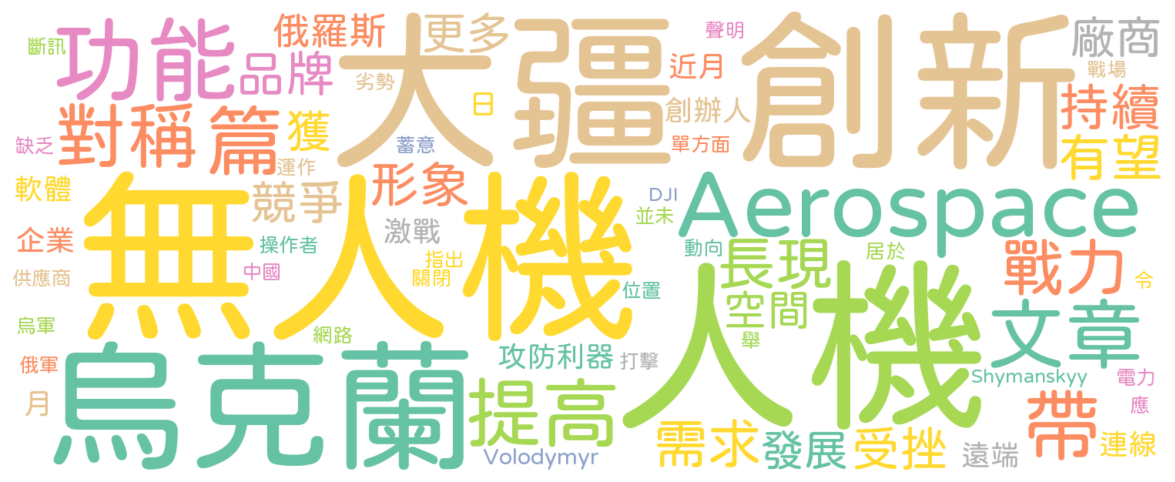 斷訊
功能
品牌
俄羅斯
更多
劣勢
大疆創新
聲明
廠商
戰場
近月
創辦人
日
持續
對稱
篇
獲
蓄意
單方面
有望
缺乏
運作
軟體
無人機
競爭
形象
DJI
並未
Aerospace
企業
操作者
激戰
指出
關閉
中國
供應商
位置
動向
長現
居於
戰力
人機
空間
令
文章
烏軍
網路
舉
俄軍
烏克蘭
攻防利器
打擊
Shymanskyy
電力
月
提高
帶
應
Volodymyr
需求
發展
受挫
遠端
連線